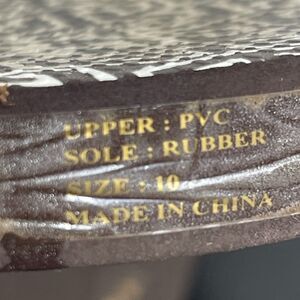 UPPER : PVC
SOLE : RUBBER
SIZE : 10
MADE IN CHINA